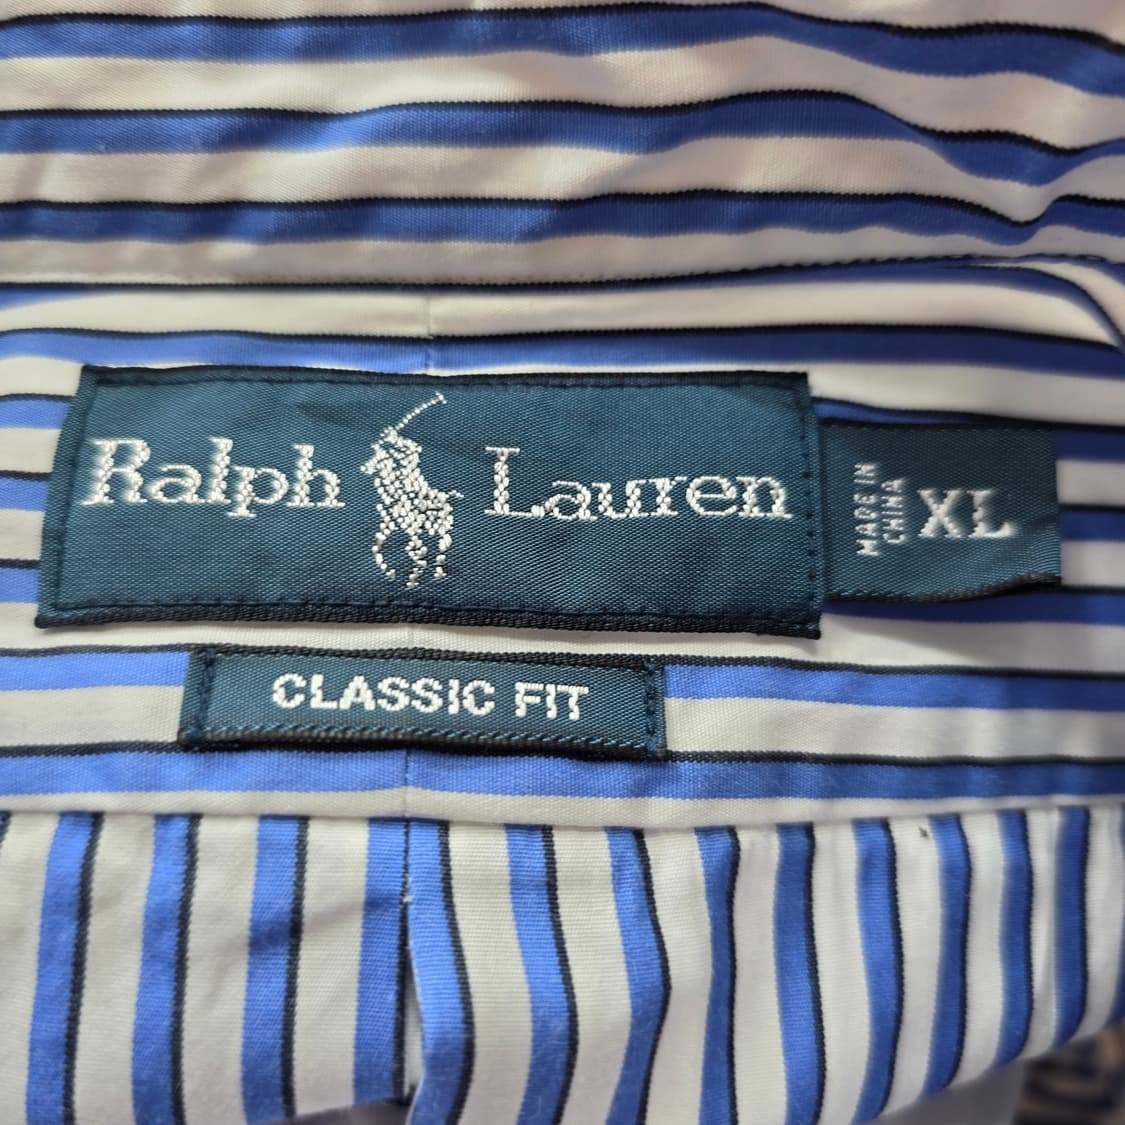 Ralph Lauren
MADE IN
CHINA
XL
CLASSIC FIT